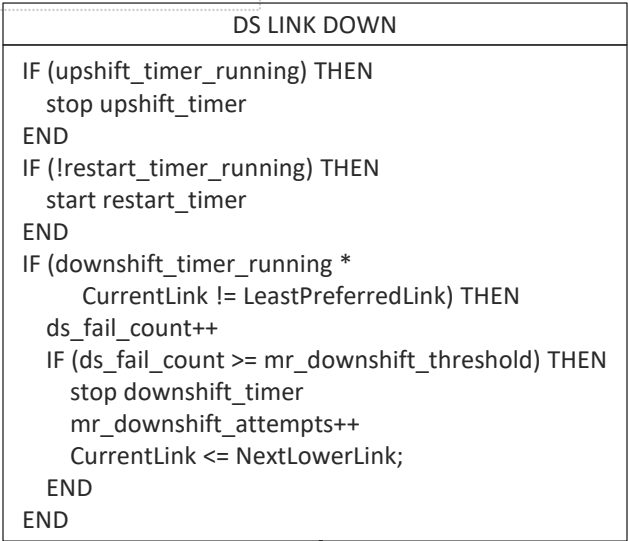 DS LINK DOWN
IF (upshift_timer_running) THEN
stop upshift_timer
END
IF (!restart_timer_running) THEN
start restart_timer
END
IF (downshift_timer_running *
CurrentLink != LeastPreferredLink) THEN
ds_fail_count++
IF (ds_fail_count >= mr_downshift_threshold) THEN
stop downshift_timer
mr_downshift_attempts++
CurrentLink <= NextLowerLink;
END
END